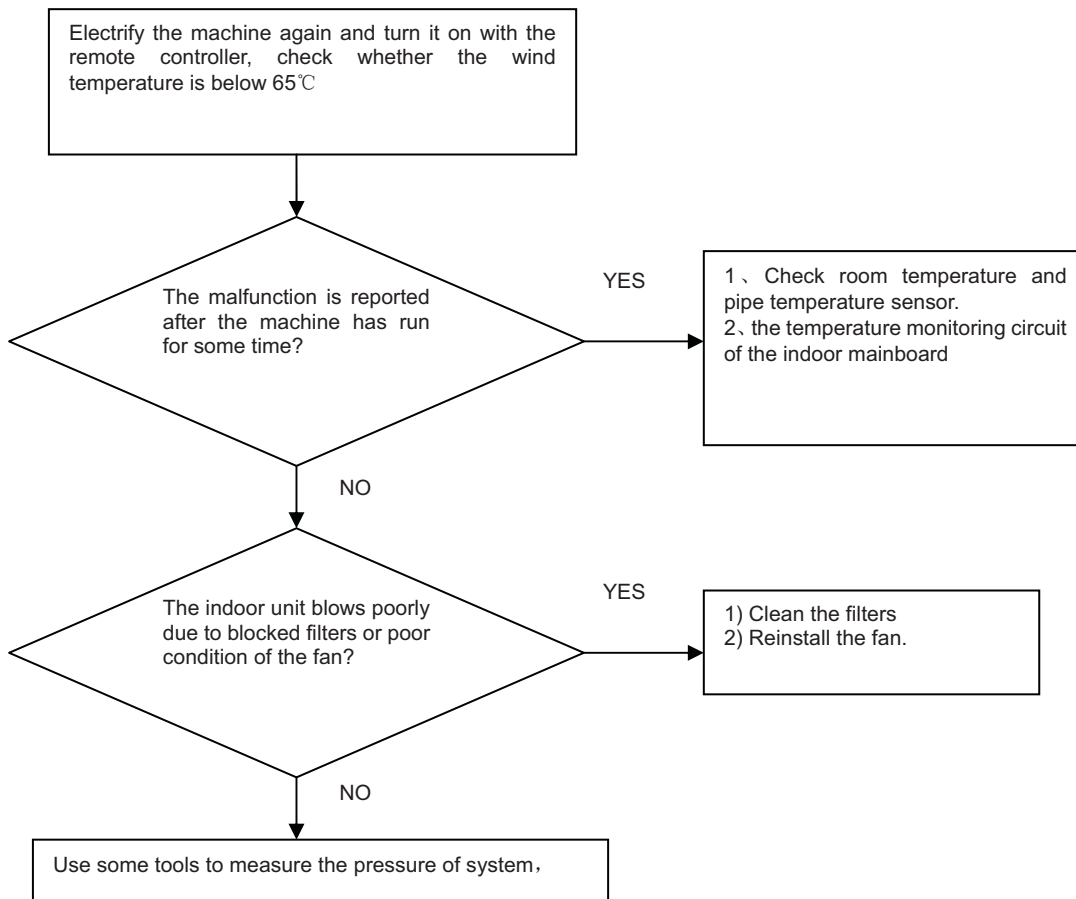 Electrify the machine again and turn it on with the
remote controller, check whether the wind
temperature is below 65℃
The malfunction is reported
after the machine has run
for some time?
YES
1、Check room temperature and
pipe temperature sensor.
2、the temperature monitoring circuit
of the indoor mainboard
NO
The indoor unit blows poorly
due to blocked filters or poor
condition of the fan?
YES
1) Clean the filters
2) Reinstall the fan.
NO
Use some tools to measure the pressure of system，